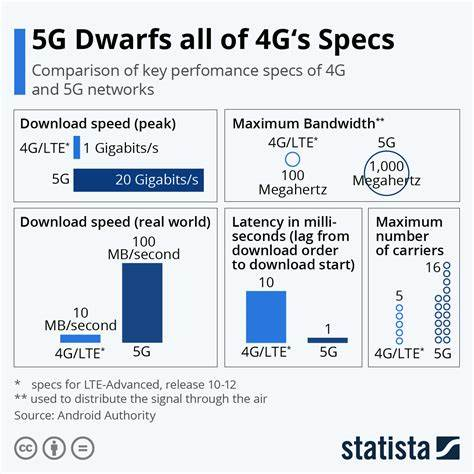 5G Dwarfs all of 4G‘s Specs
Comparison of key perfomance specs of 4G
and 5G networks
Download speed (peak)
4G/LTE* 1 Gigabits/s
5G 20 Gigabits/s
Maximum Bandwidth**
4G/LTE* 5G
100
Megahertz
1,000
Megahertz
Download speed (real world)
100
MB/second
10
MB/second
4G/LTE* 5G
Latency in milli-
seconds (lag from
download order
to download start)
10
1
4G/LTE* 5G
Maximum
number
of carriers
16
5
4G/LTE* 5G
* specs for LTE-Advanced, release 10-12
** used to distribute the signal through the air
Source: Android Authority
cc
statista